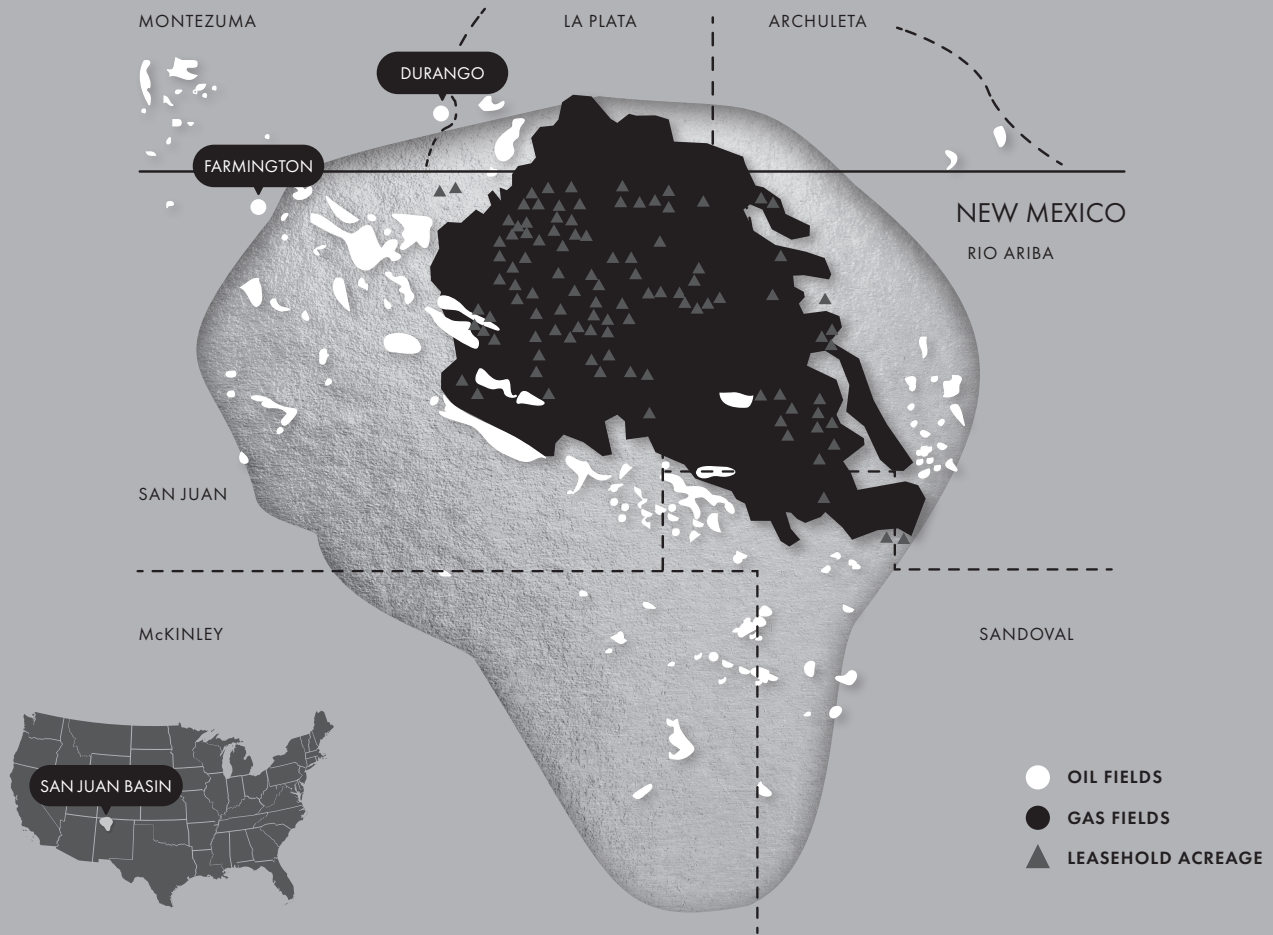 MONTEZUMA
LA PLATA
ARCHULETA
DURANGO
FARMINGTON
NEW MEXICO
RIO ARIBA
SAN JUAN
McKINLEY
SANDOVAL
SAN JUAN BASIN
OIL FIELDS
GAS FIELDS
LEASEHOLD ACREAGE